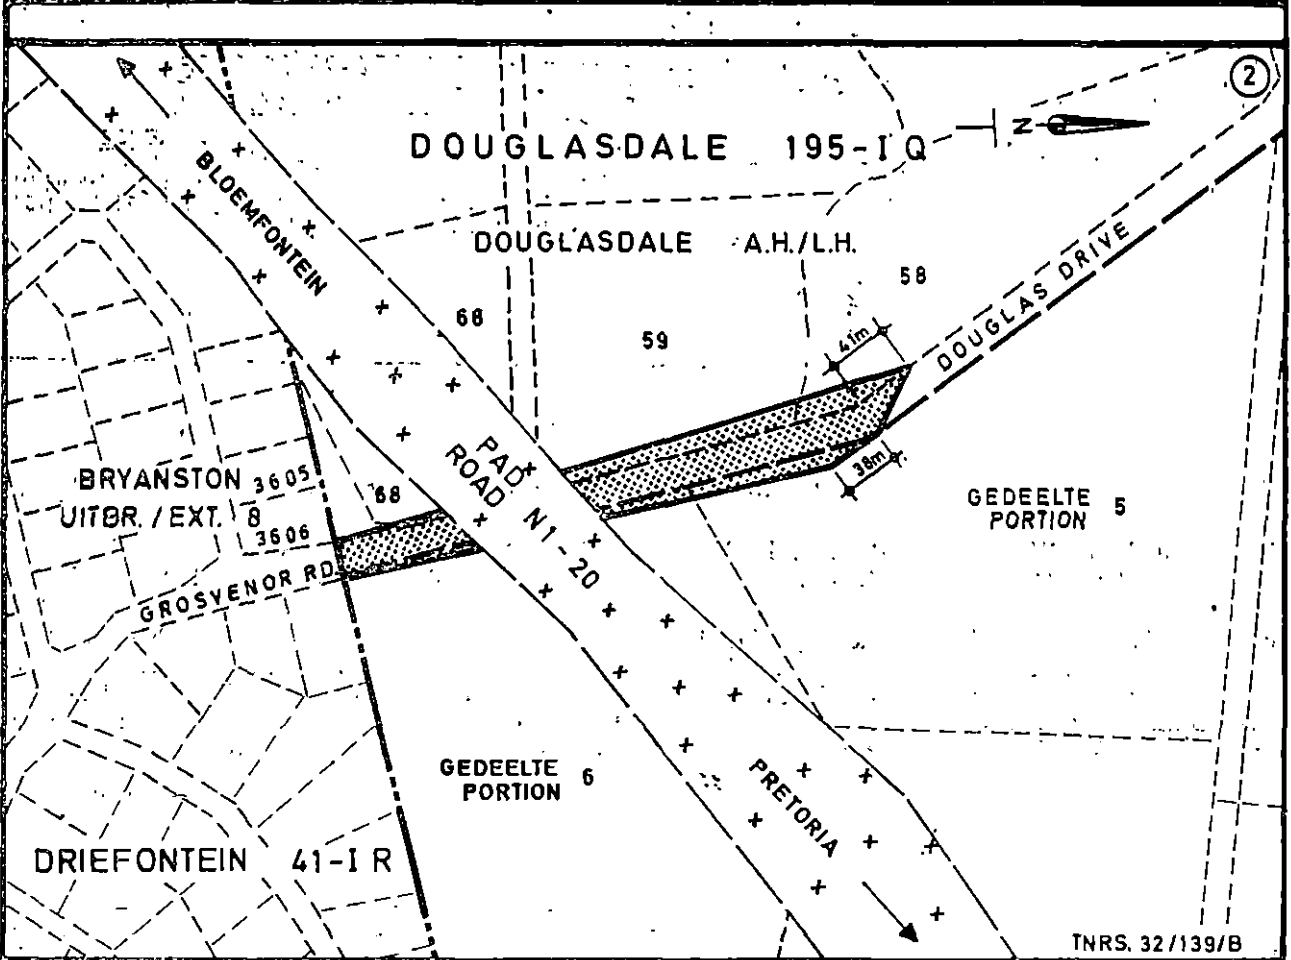 2
DOUGLASDALE 195-IQ
N
BLOEMFONTEIN
DOUGLASDALE A.H./L.H.
58
DOUGLAS DRIVE
68
59
41m
PAD
ROAD N1-20
38m
BRYANSTON 3605
UITBR. / EXT. 8
68
3606
GROSVENOR RD
GEDEELTE 5
PORTION
GEDEELTE 6
PORTION
PRETORIA
DRIEFONTEIN 41-IR
TNRS. 32/139/B